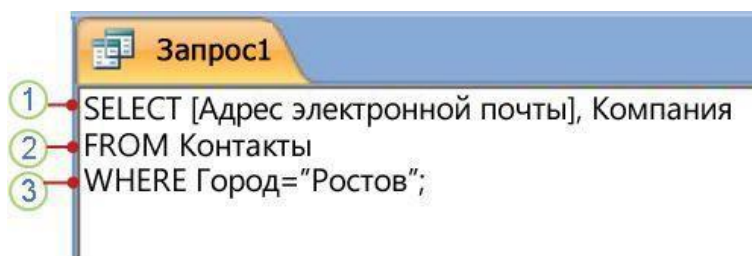 Запрос1
1 SELECT [Адрес электронной почты], Компания
2 FROM Контакты
3 WHERE Город=”Ростов”;